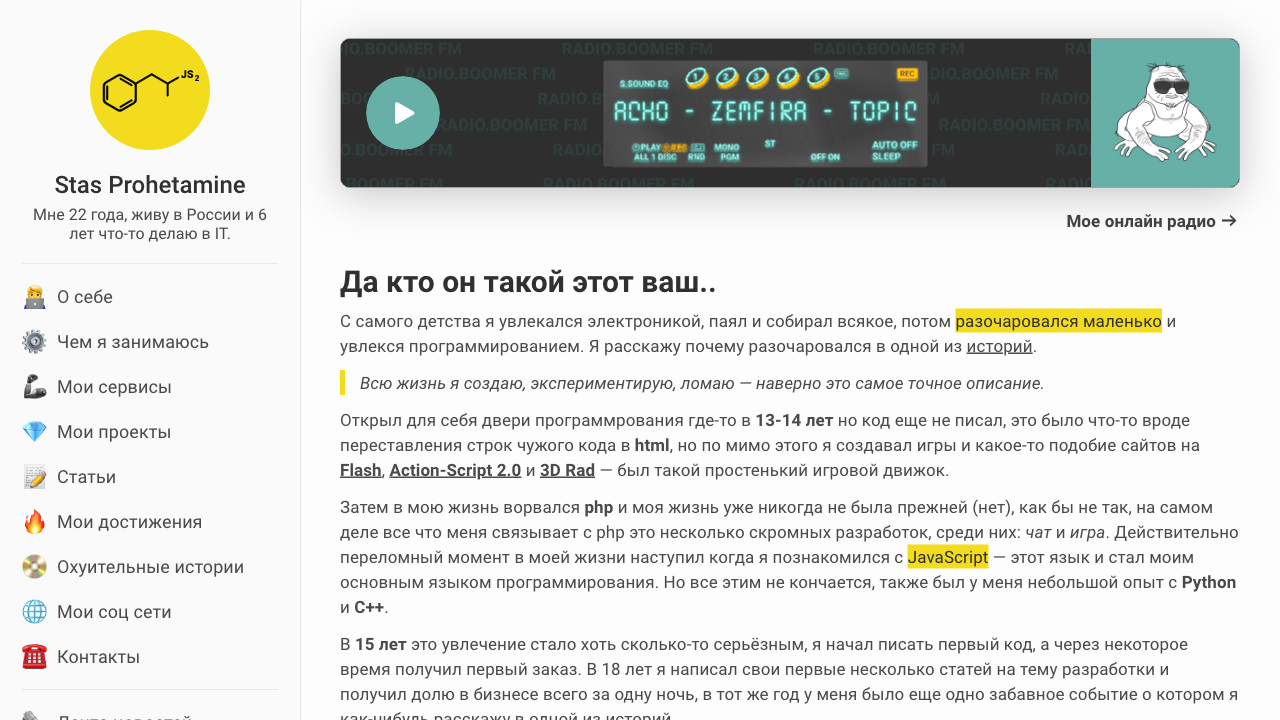 JS2
Stas Prohetamine
Мне 22 года, живу в России и 6
лет что-то делаю в IT.
О себе
Чем я занимаюсь
Мои сервисы
Мои проекты
Статьи
Мои достижения
Охуительные истории
Мои соц сети
Контакты
Лента новостей
RADIO.BOOMER FM
S.SOUND EQ 1 2 3 4 5 REC
ACHO - ZEMFIRA - TOPIC
PLAY MONO ST AUTO OFF
ALL 1 DISC RND PGM OFF ON SLEEP
Мое онлайн радио →
Да кто он такой этот ваш..
С самого детства я увлекался электроникой, паял и собирал всякое, потом разочаровался маленько и
увлекся программированием. Я расскажу почему разочаровался в одной из историй.
Всю жизнь я создаю, экспериментирую, ломаю — наверно это самое точное описание.
Открыл для себя двери программрования где-то в 13-14 лет но код еще не писал, это было что-то вроде
переставления строк чужого кода в html, но по мимо этого я создавал игры и какое-то подобие сайтов на
Flash, Action-Script 2.0 и 3D Rad — был такой простенький игровой движок.
Затем в мою жизнь ворвался php и моя жизнь уже никогда не была прежней (нет), как бы не так, на самом
деле все что меня связывает с php это несколько скромных разработок, среди них: чат и игра. Действительно
переломный момент в моей жизни наступил когда я познакомился с JavaScript — этот язык и стал моим
основным языком программирования. Но все этим не кончается, также был у меня небольшой опыт с Python
и C++.
В 15 лет это увлечение стало хоть сколько-то серьёзным, я начал писать первый код, а через некоторое
время получил первый заказ. В 18 лет я написал свои первые несколько статей на тему разработки и
получил долю в бизнесе всего за одну ночь, в тот же год у меня было еще одно забавное событие о котором я
как-нибудь расскажу в одной из историй.